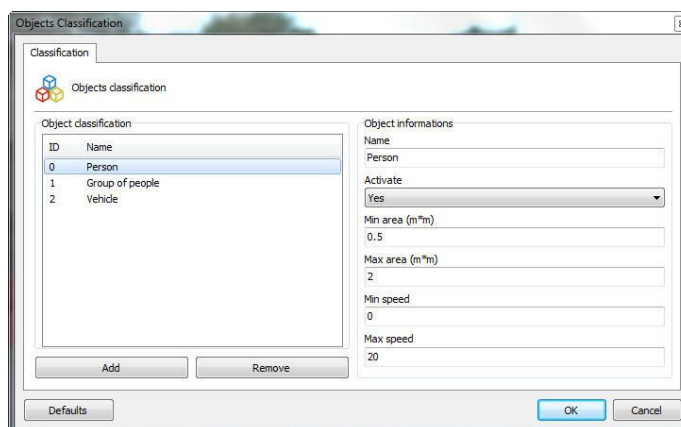 Objects Classification
Classification
Objects classification
Object classification
ID Name
0 Person
1 Group of people
2 Vehicle
Add Remove
Object informations
Name
Person
Activate
Yes
Min area (m*m)
0.5
Max area (m*m)
2
Min speed
0
Max speed
20
Defaults OK Cancel